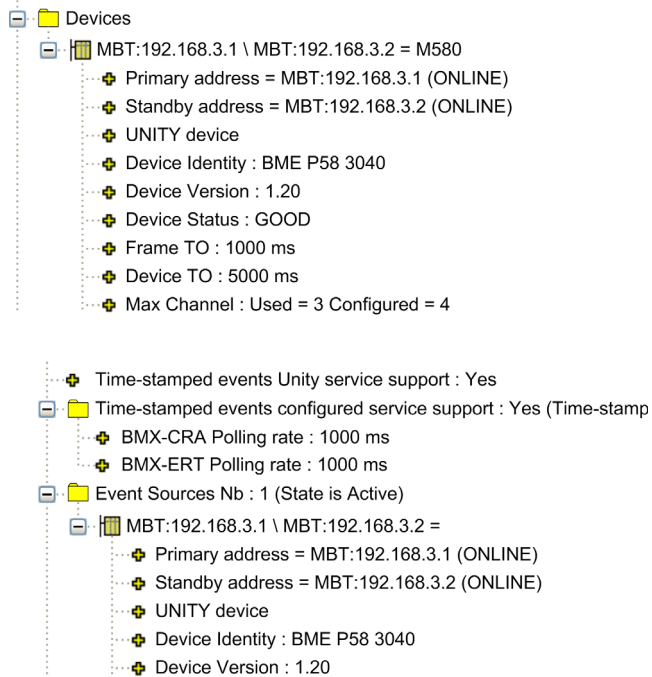 Devices
MBT:192.168.3.1 \ MBT:192.168.3.2 = M580
Primary address = MBT:192.168.3.1 (ONLINE)
Standby address = MBT:192.168.3.2 (ONLINE)
UNITY device
Device Identity : BME P58 3040
Device Version : 1.20
Device Status : GOOD
Frame TO : 1000 ms
Device TO : 5000 ms
Max Channel : Used = 3 Configured = 4
Time-stamped events Unity service support : Yes
Time-stamped events configured service support : Yes (Time-stamp
BMX-CRA Polling rate : 1000 ms
BMX-ERT Polling rate : 1000 ms
Event Sources Nb : 1 (State is Active)
MBT:192.168.3.1 \ MBT:192.168.3.2 =
Primary address = MBT:192.168.3.1 (ONLINE)
Standby address = MBT:192.168.3.2 (ONLINE)
UNITY device
Device Identity : BME P58 3040
Device Version : 1.20